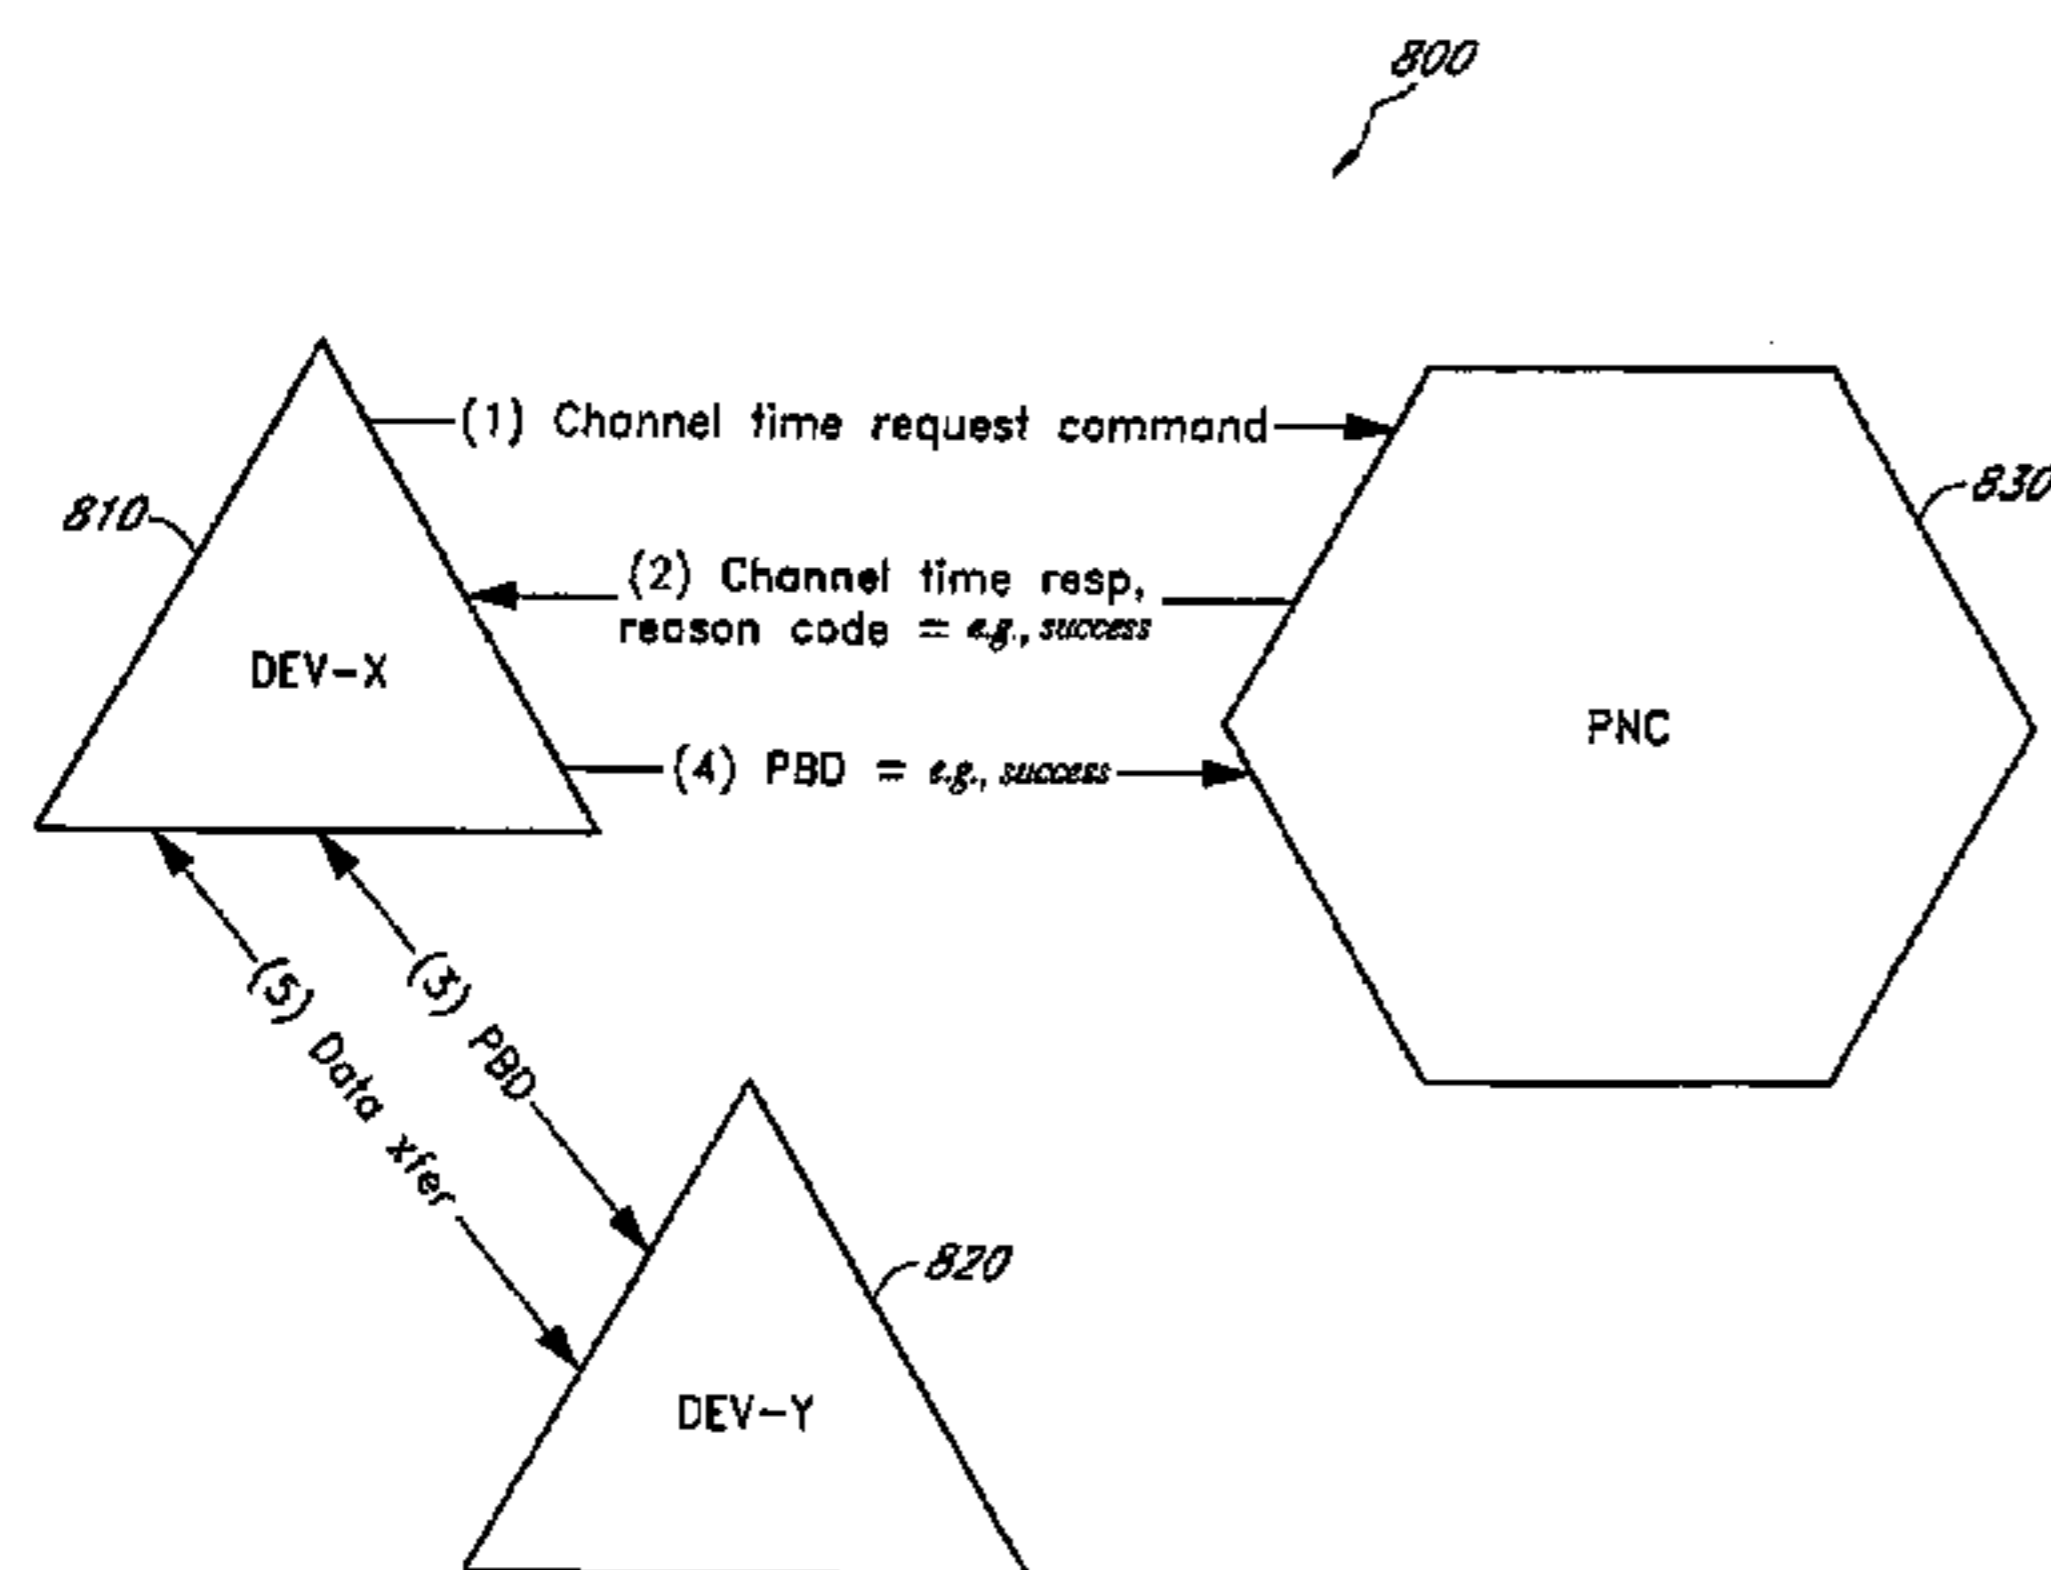 800
(1) Channel time request command
830
810
(2) Channel time resp,
reason code = e.g., success
DEV-X
PNC
(4) PBD = e.g., success
(3) PBD
(5) Data xfer
820
DEV-Y